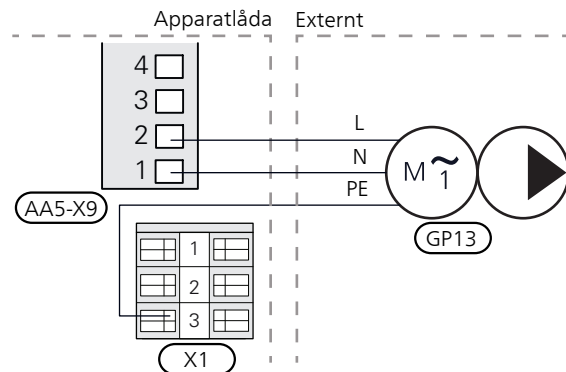 Apparatlåda Externt
4
3
2
1
L
N
PE
M ~ 1
AA5-X9
GP13
1
2
3
X1